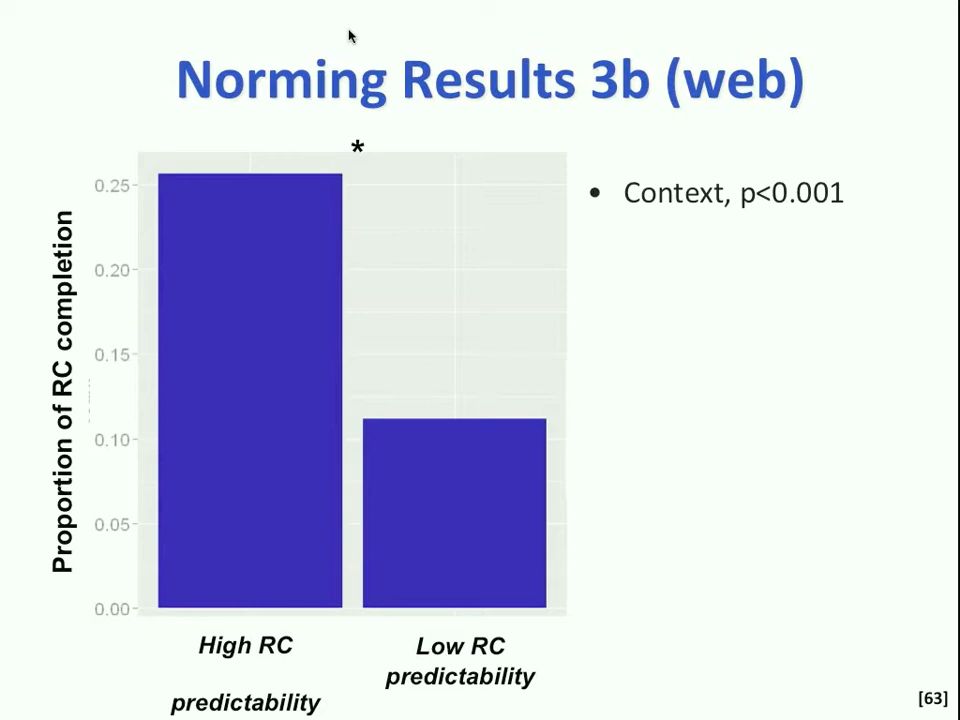 Norming Results 3b (web)
*
• Context, p<0.001
Proportion of RC completion
0.25
0.20
0.15
0.10
0.05
0.00
High RC
predictability
Low RC
predictability
[63]